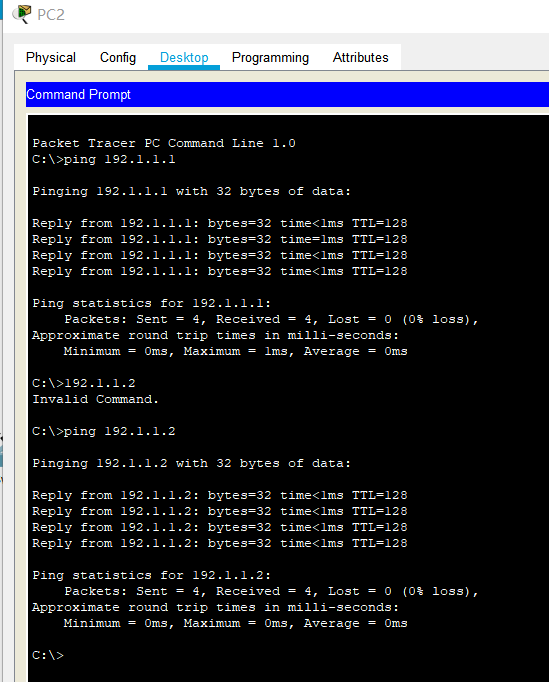 PC2
Physical Config Desktop Programming Attributes
Command Prompt
Packet Tracer PC Command Line 1.0
C:\>ping 192.1.1.1
Pinging 192.1.1.1 with 32 bytes of data:
Reply from 192.1.1.1: bytes=32 time<1ms TTL=128
Reply from 192.1.1.1: bytes=32 time=1ms TTL=128
Reply from 192.1.1.1: bytes=32 time<1ms TTL=128
Reply from 192.1.1.1: bytes=32 time<1ms TTL=128
Ping statistics for 192.1.1.1:
Packets: Sent = 4, Received = 4, Lost = 0 (0% loss),
Approximate round trip times in milli-seconds:
Minimum = 0ms, Maximum = 1ms, Average = 0ms
C:\>192.1.1.2
Invalid Command.
C:\>ping 192.1.1.2
Pinging 192.1.1.2 with 32 bytes of data:
Reply from 192.1.1.2: bytes=32 time<1ms TTL=128
Reply from 192.1.1.2: bytes=32 time<1ms TTL=128
Reply from 192.1.1.2: bytes=32 time<1ms TTL=128
Reply from 192.1.1.2: bytes=32 time<1ms TTL=128
Ping statistics for 192.1.1.2:
Packets: Sent = 4, Received = 4, Lost = 0 (0% loss),
Approximate round trip times in milli-seconds:
Minimum = 0ms, Maximum = 0ms, Average = 0ms
C:\>